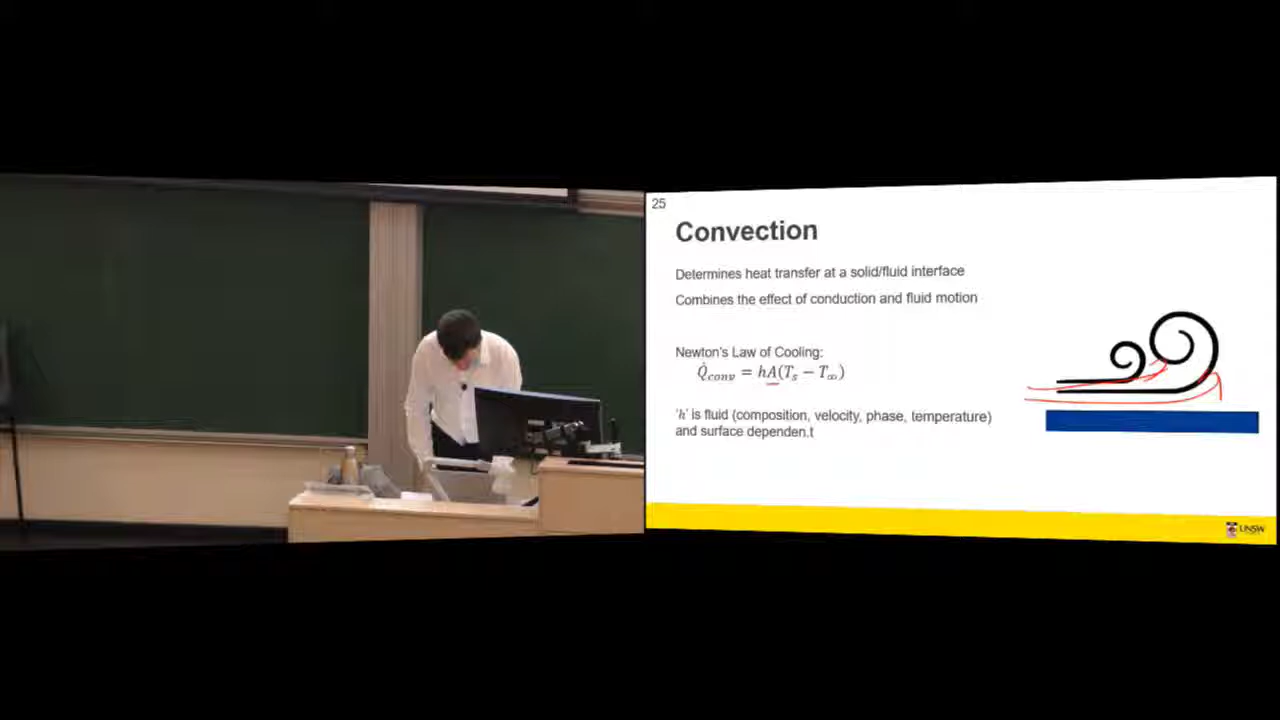 25
Convection
Determines heat transfer at a solid/fluid interface
Combines the effect of conduction and fluid motion
Newton's Law of Cooling:
Q̇conv = hA(Ts − T∞)
'h' is fluid (composition, velocity, phase, temperature)
and surface dependen.t
UNSW